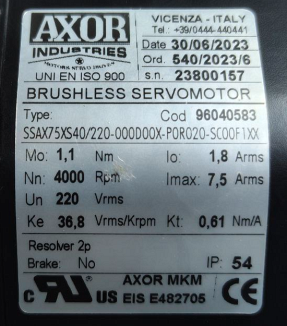 AXOR
INDUSTRIES
UNI EN ISO 900
VICENZA - ITALY
Tel.: +39/0444-440441
Date 30/06/2023
Ord. 540/2023/6
s.n. 23800157
BRUSHLESS SERVOMOTOR
Type: Cod 96040583
SSAX75XS40/220-000D00X-P0R020-SC00F1XX
Mo: 1,1 Nm Io: 1,8 Arms
Nn: 4000 Rpm Imax: 7,5 Arms
Un 220 Vrms
Ke 36,8 Vrms/Krpm Kt: 0,61 Nm/A
Resolver 2p
Brake: No IP: 54
AXOR MKM
c RU US EIS E482705 CE